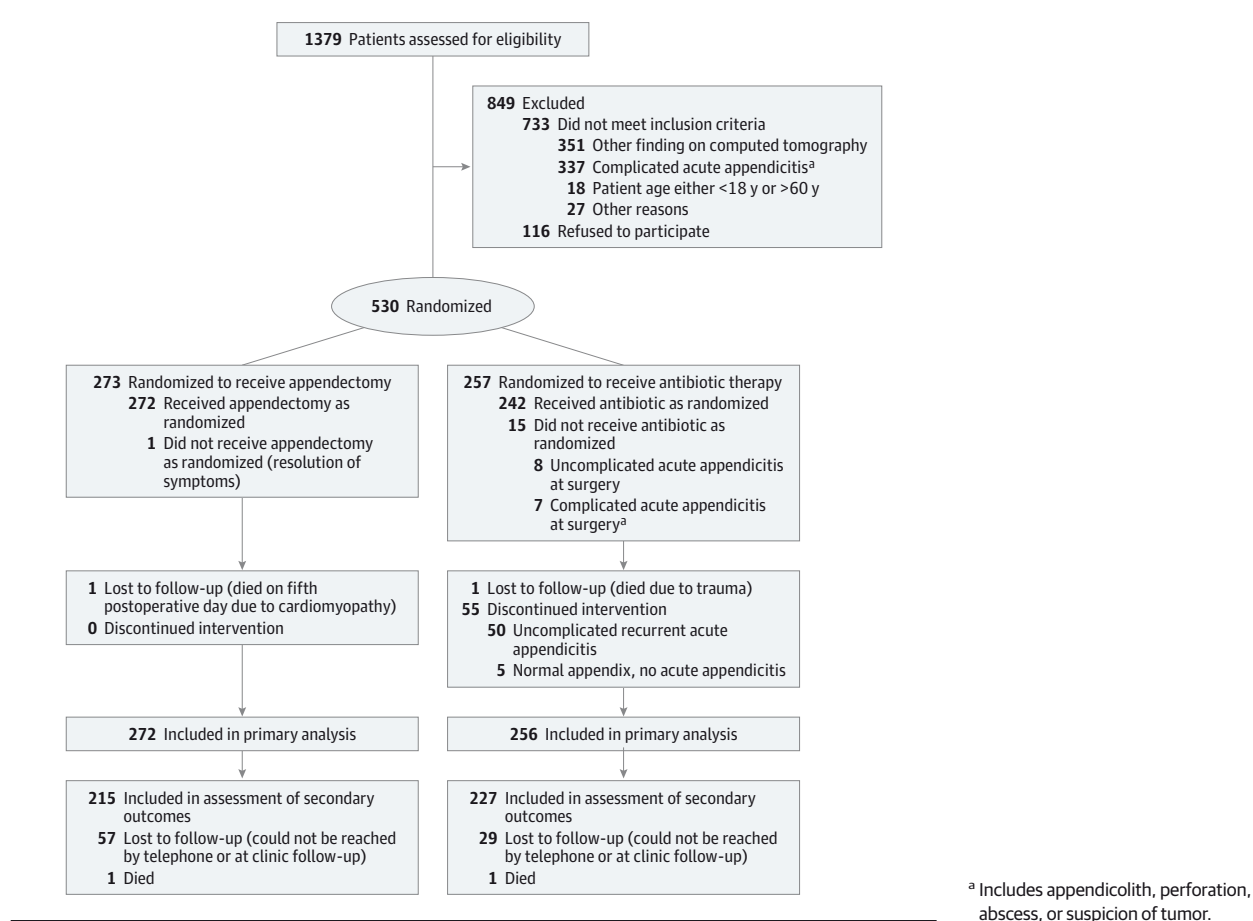 1379 Patients assessed for eligibility
849 Excluded
733 Did not meet inclusion criteria
351 Other finding on computed tomography
337 Complicated acute appendicitisᵃ
18 Patient age either <18 y or >60 y
27 Other reasons
116 Refused to participate
530 Randomized
273 Randomized to receive appendectomy
272 Received appendectomy as
randomized
1 Did not receive appendectomy
as randomized (resolution of
symptoms)
257 Randomized to receive antibiotic therapy
242 Received antibiotic as randomized
15 Did not receive antibiotic as
randomized
8 Uncomplicated acute appendicitis
at surgery
7 Complicated acute appendicitis
at surgeryᵃ
1 Lost to follow-up (died on fifth
postoperative day due to cardiomyopathy)
0 Discontinued intervention
1 Lost to follow-up (died due to trauma)
55 Discontinued intervention
50 Uncomplicated recurrent acute
appendicitis
5 Normal appendix, no acute appendicitis
272 Included in primary analysis
256 Included in primary analysis
215 Included in assessment of secondary
outcomes
57 Lost to follow-up (could not be reached
by telephone or at clinic follow-up)
1 Died
227 Included in assessment of secondary
outcomes
29 Lost to follow-up (could not be reached
by telephone or at clinic follow-up)
1 Died
ᵃ Includes appendicolith, perforation,
abscess, or suspicion of tumor.